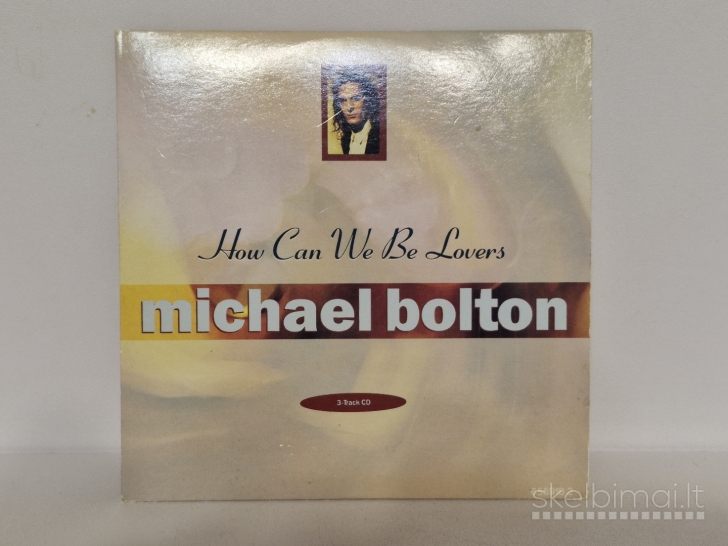 How Can We Be Lovers
michael bolton
3-Track CD
skelbimai.lt